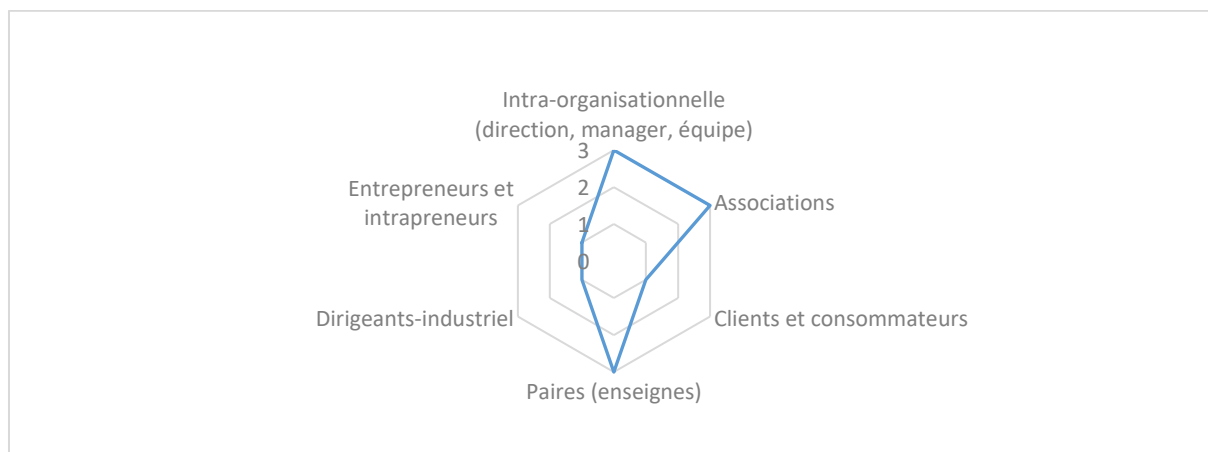 Intra-organisationnelle
(direction, manager, équipe)
3
Entrepreneurs et
intrapreneurs
2
Associations
1
0
Dirigeants-industriel
Clients et consommateurs
Paires (enseignes)